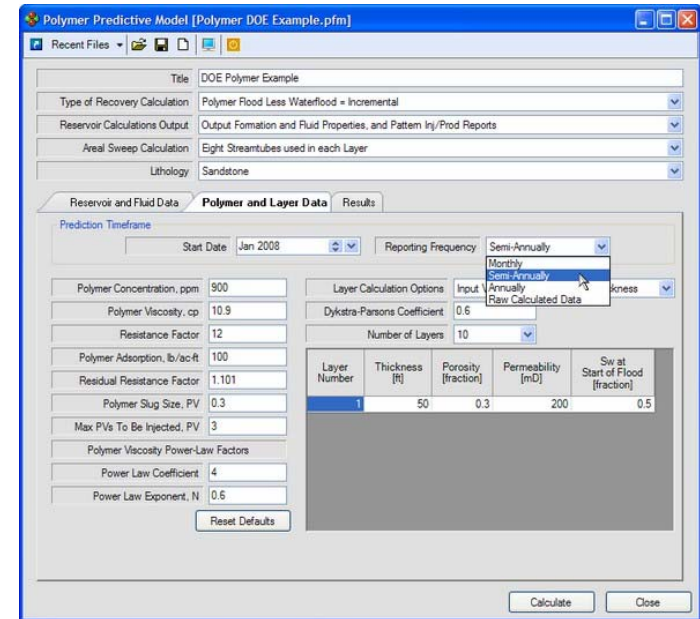 Polymer Predictive Model [Polymer DOE Example.pfm]
Recent Files
Title DOE Polymer Example
Type of Recovery Calculation Polymer Flood Less Waterflood = Incremental
Reservoir Calculations Output Output Formation and Fluid Properties, and Pattern Inj/Prod Reports
Areal Sweep Calculation Eight Streamtubes used in each Layer
Lithology Sandstone
Reservoir and Fluid Data Polymer and Layer Data Results
Prediction Timeframe
Start Date Jan 2008 Reporting Frequency Semi-Annually
Monthly
Semi-Annually
Annually
Raw Calculated Data
Polymer Concentration, ppm 900 Layer Calculation Options Input
Polymer Viscosity, cp 10.9 Dykstra-Parsons Coefficient 0.6
Resistance Factor 12 Number of Layers 10
Polymer Adsorption, lb/ac-ft 100
Residual Resistance Factor 1.101
Polymer Slug Size, PV 0.3
Max PVs To Be Injected, PV 3
Polymer Viscosity Power-Law Factors
Power Law Coefficient 4
Power Law Exponent, N 0.6
Reset Defaults
Layer Number Thickness [ft] Porosity [fraction] Permeability [mD] Sw at Start of Flood [fraction]
1 50 0.3 200 0.5
Calculate Close